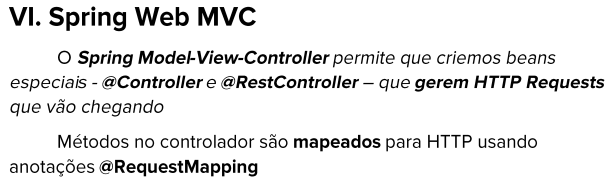 VI. Spring Web MVC
O Spring Model-View-Controller permite que criemos beans
especiais - @Controller e @RestController – que gerem HTTP Requests
que vão chegando
Métodos no controlador são mapeados para HTTP usando
anotações @RequestMapping